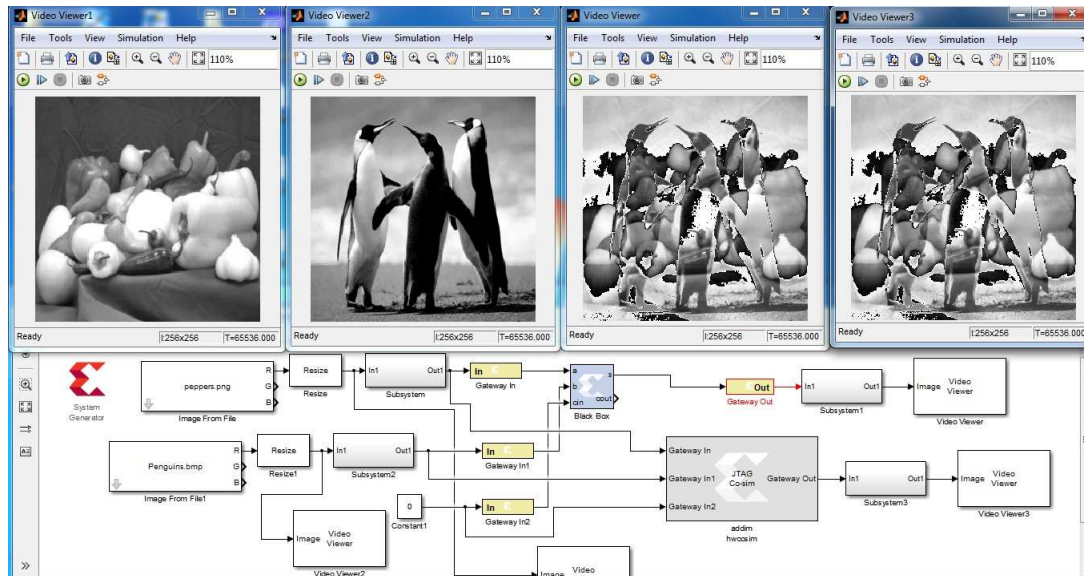 Video Viewer1
File Tools View Simulation Help
110%
Ready I:256x256 T=65536.000
Video Viewer2
File Tools View Simulation Help
110%
Ready I:256x256 T=65536.000
Video Viewer
File Tools View Simulation Help
110%
Ready I:256x256 T=65536.000
Video Viewer3
File Tools View Simulation Help
110%
Ready I:256x256 T=65536.000
System
Generator
peppers.png
R
G
B
Image From File
Resize
Resize
In1 Out1
Subsystem
In
Gateway In
a
b
cin
s
cout
Black Box
Out
Gateway Out
In1 Out1
Subsystem1
Image Video
Viewer
Video Viewer
Penguins.bmp
R
G
B
Image From File1
Resize
Resize1
In1 Out1
Subsystem2
In
Gateway In1
0
Constant1
In
Gateway In2
Gateway In
Gateway In1
Gateway In2
JTAG
Co-sim
Gateway Out
addim
hwcosim
In1 Out1
Subsystem3
Image Video
Viewer
Video Viewer3
Image Video
Viewer
Video Viewer2
Image Video